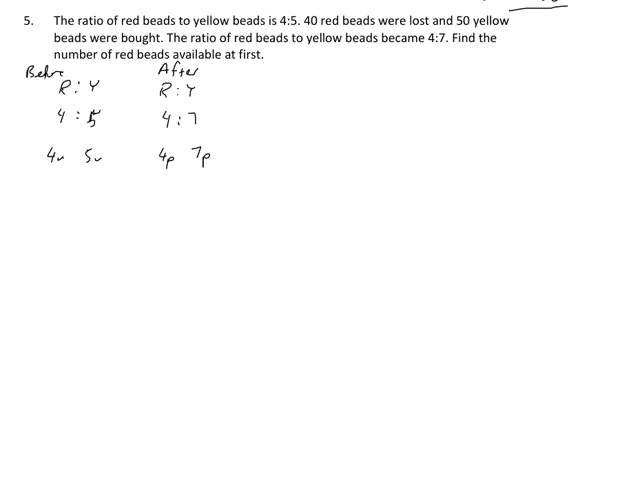 5. The ratio of red beads to yellow beads is 4:5. 40 red beads were lost and 50 yellow
beads were bought. The ratio of red beads to yellow beads became 4:7. Find the
number of red beads available at first.
After
R : Y R : Y
4 : 5 4 : 7
4u 5u 4p 7p